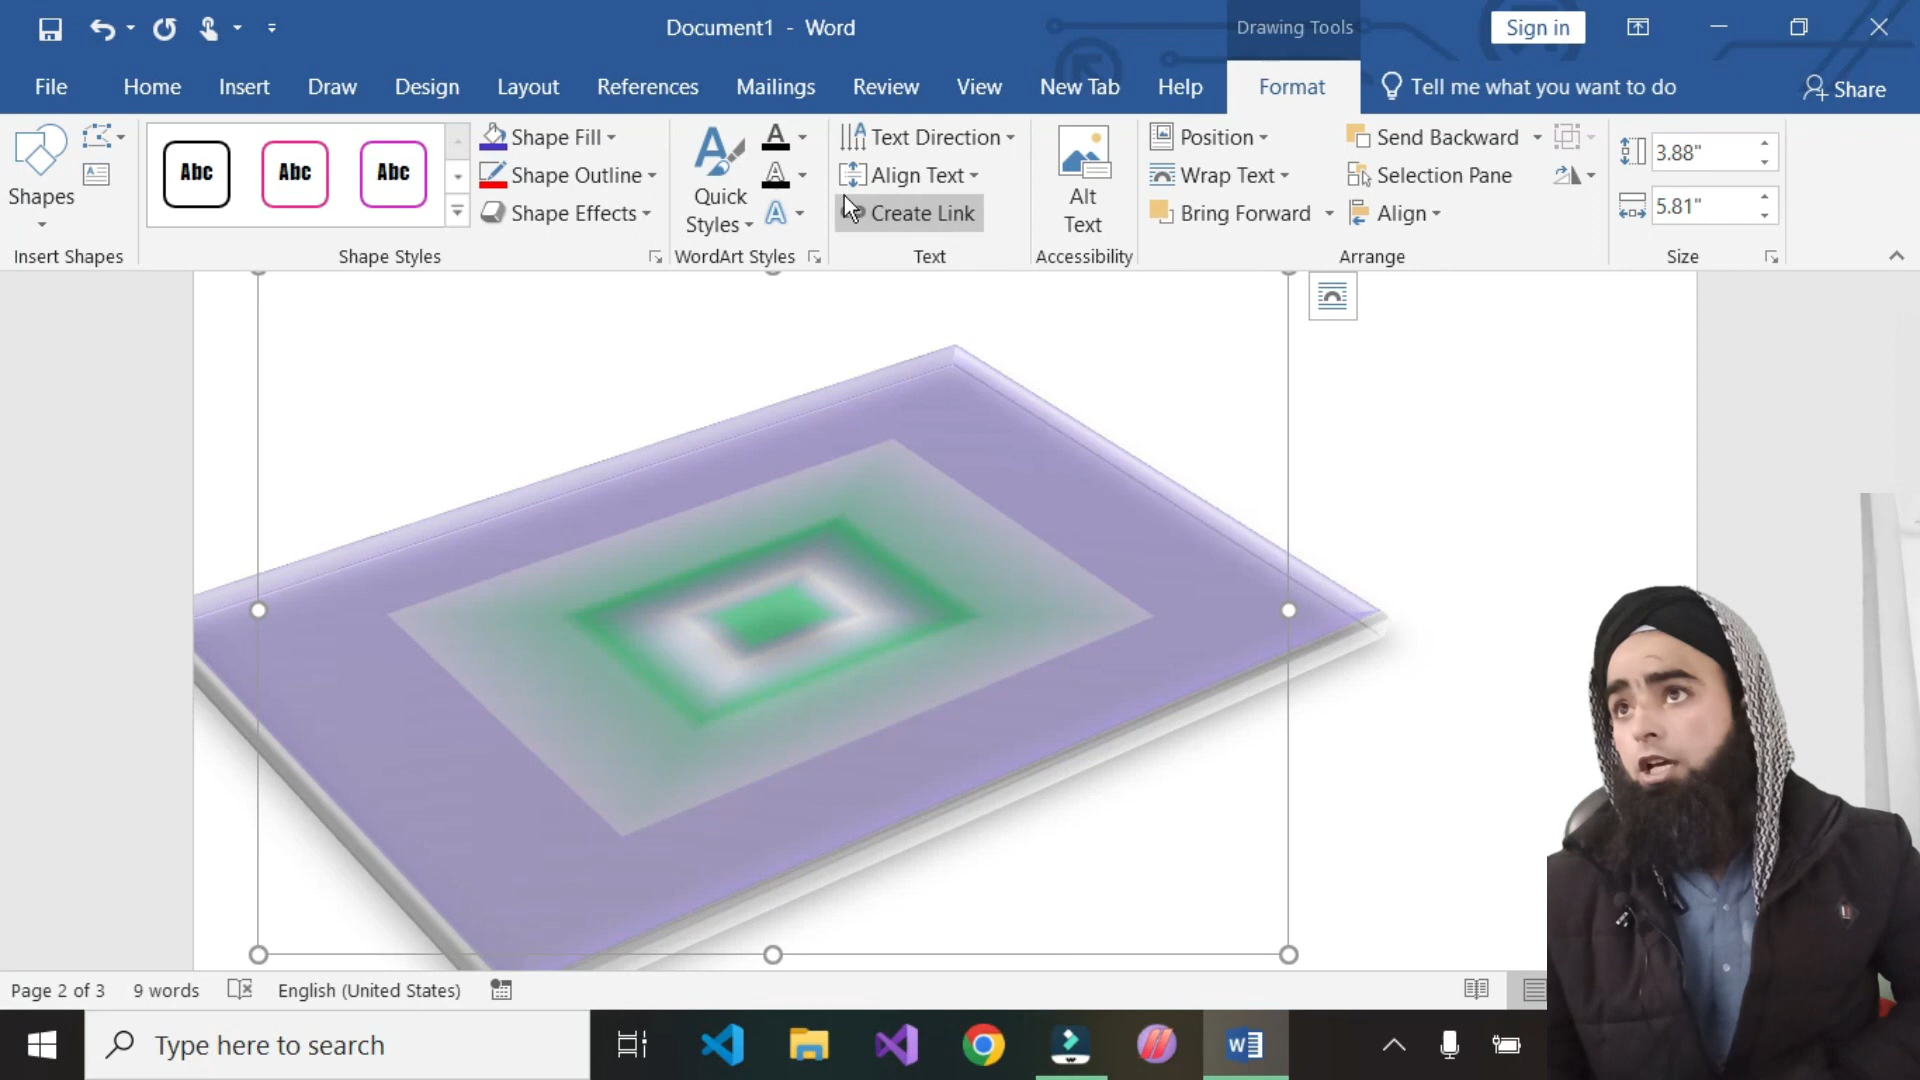 Document1 - Word
Drawing Tools
Sign in
File
Home
Insert
Draw
Design
Layout
References
Mailings
Review
View
New Tab
Help
Format
Tell me what you want to do
Share
Shapes
Insert Shapes
Abc
Abc
Abc
Shape Fill
Shape Outline
Shape Effects
Shape Styles
Quick
Styles
WordArt Styles
Text Direction
Align Text
Create Link
Text
Alt
Text
Accessibility
Position
Wrap Text
Bring Forward
Send Backward
Selection Pane
Align
Arrange
3.88"
5.81"
Size
Page 2 of 3
9 words
English (United States)
Type here to search